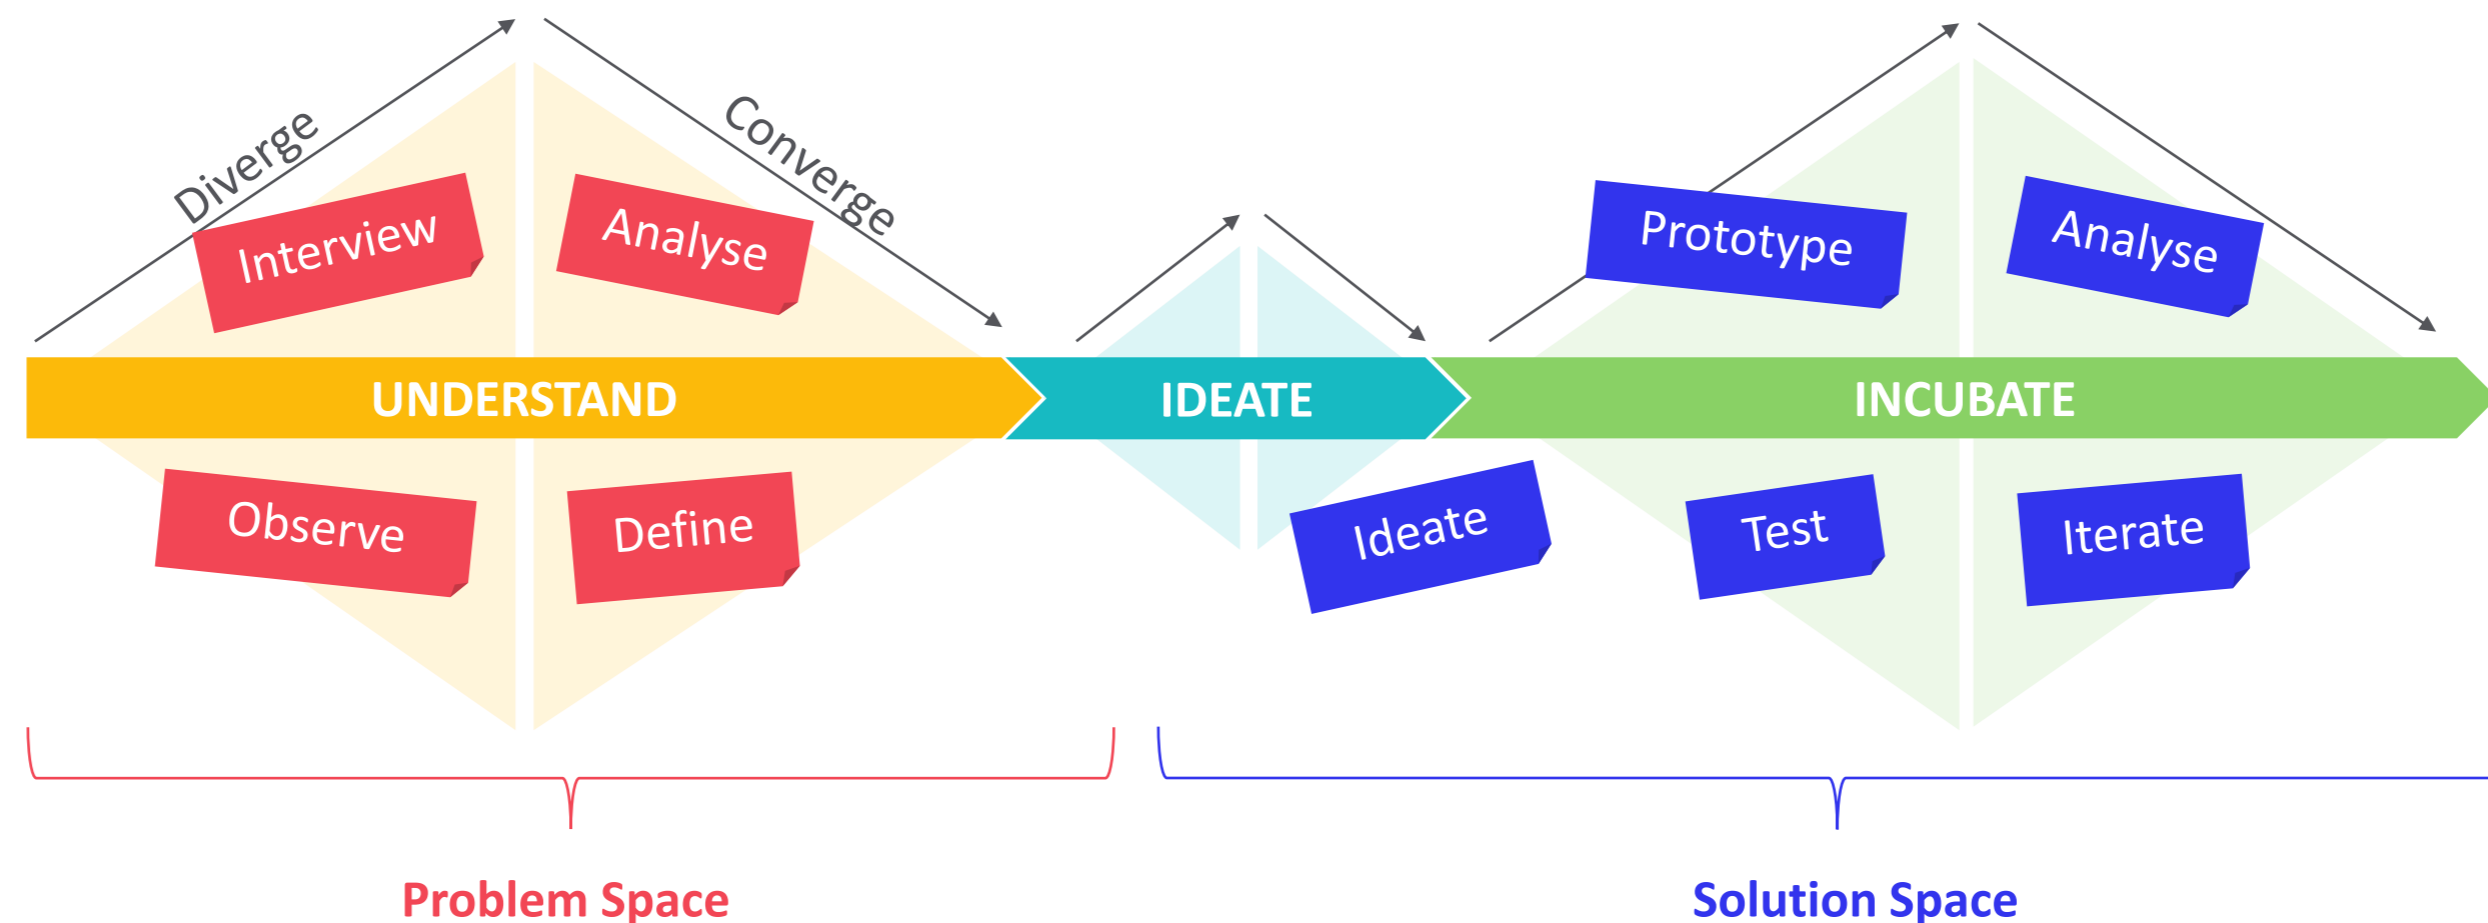 Diverge
Converge
Interview
Analyse
Prototype
Analyse
UNDERSTAND
IDEATE
INCUBATE
Observe
Define
Ideate
Test
Iterate
Problem Space
Solution Space